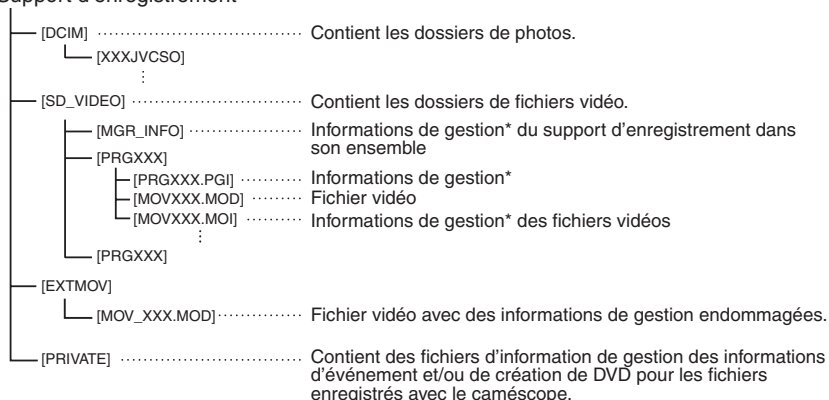 Support d'enregistrement
[DCIM] Contient les dossiers de photos.
[XXXJVCSO]
[SD_VIDEO] Contient les dossiers de fichiers vidéo.
[MGR_INFO] Informations de gestion* du support d'enregistrement dans
son ensemble
[PRGXXX]
[PRGXXX.PGI] Informations de gestion*
[MOVXXX.MOD] Fichier vidéo
[MOVXXX.MOI] Informations de gestion* des fichiers vidéos
[PRGXXX]
[EXTMOV]
[MOV_XXX.MOD] Fichier vidéo avec des informations de gestion endommagées.
[PRIVATE] Contient des fichiers d'information de gestion des informations
d'événement et/ou de création de DVD pour les fichiers
enregistrés avec le caméscope.